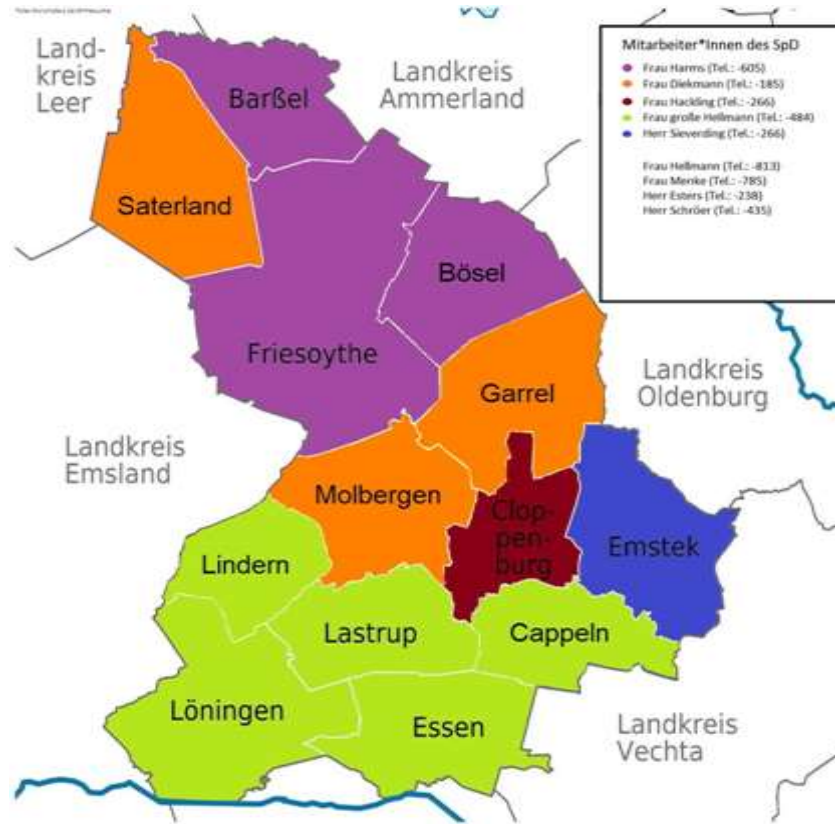 Mitarbeiter*Innen des SpD
Frau Harms (Tel.: -605)
Frau Diekmann (Tel.: -185)
Frau Hackling (Tel.: -266)
Frau große Hellmann (Tel.: -484)
Herr Sieverding (Tel.: -266)
Frau Hellmann (Tel.: -813)
Frau Menke (Tel.: -785)
Herr Esters (Tel.: -238)
Herr Schröer (Tel.: -435)
Land-
kreis
Leer
Landkreis
Ammerland
Barßel
Saterland
Bösel
Friesoythe
Garrel
Landkreis
Oldenburg
Landkreis
Emsland
Molbergen
Clop-
pen-
burg
Emstek
Lindern
Lastrup
Cappeln
Löningen
Essen
Landkreis
Vechta